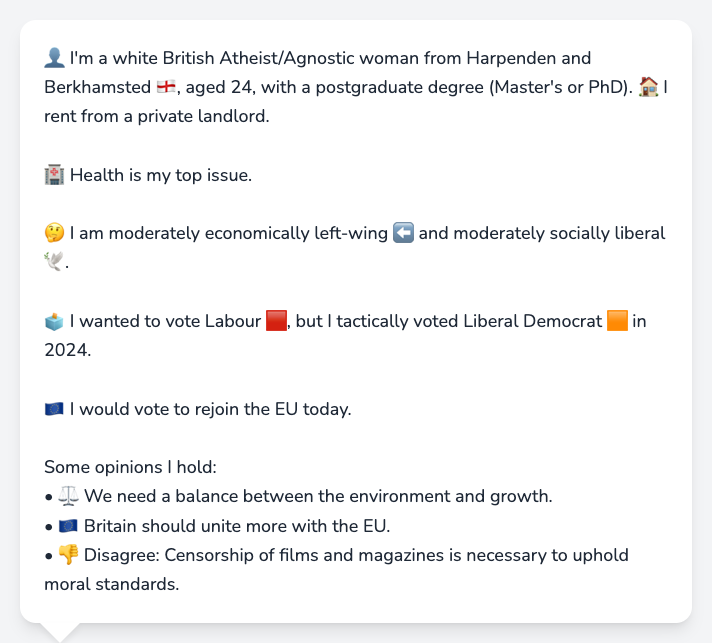 👤 I'm a white British Atheist/Agnostic woman from Harpenden and
Berkhamsted 🏴󠁧󠁢󠁥󠁮󠁧󠁿, aged 24, with a postgraduate degree (Master's or PhD). 🏠 I
rent from a private landlord.
🏥 Health is my top issue.
🤔 I am moderately economically left-wing ⬅️ and moderately socially liberal
🕊️.
🗳️ I wanted to vote Labour 🟥, but I tactically voted Liberal Democrat 🟧 in
2024.
🇪🇺 I would vote to rejoin the EU today.
Some opinions I hold:
• ⚖️ We need a balance between the environment and growth.
• 🇪🇺 Britain should unite more with the EU.
• 👎 Disagree: Censorship of films and magazines is necessary to uphold
moral standards.